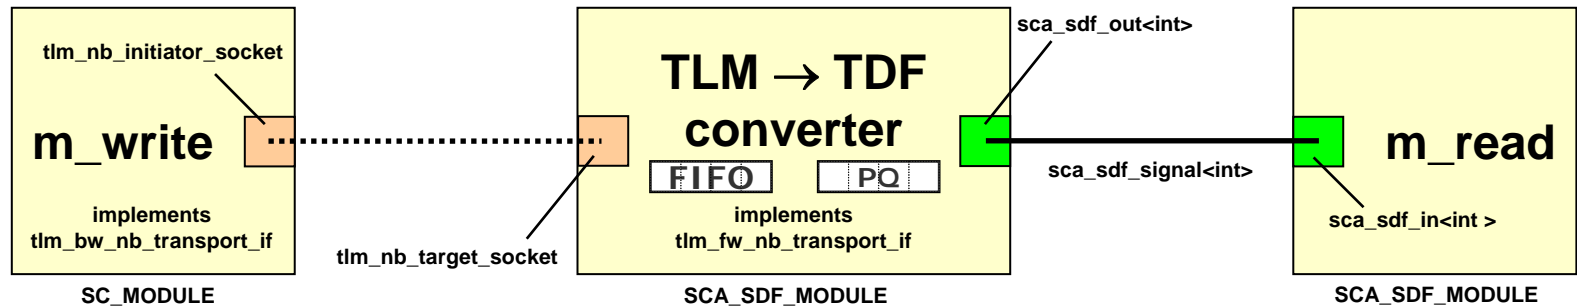 tlm_nb_initiator_socket
m_write
implements
tlm_bw_nb_transport_if
SC_MODULE
tlm_nb_target_socket
TLM → TDF
converter
FIFO
PQ
implements
tlm_fw_nb_transport_if
SCA_SDF_MODULE
sca_sdf_out<int>
sca_sdf_signal<int>
m_read
sca_sdf_in<int >
SCA_SDF_MODULE